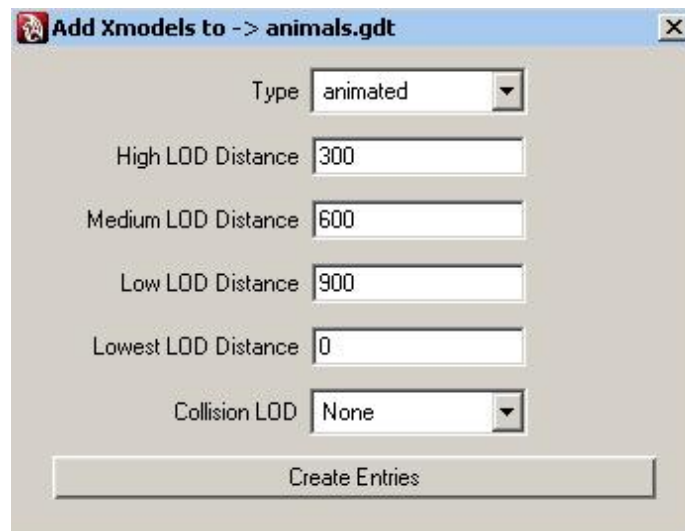 Add Xmodels to -> animals.gdt
Type animated
High LOD Distance 300
Medium LOD Distance 600
Low LOD Distance 900
Lowest LOD Distance 0
Collision LOD None
Create Entries